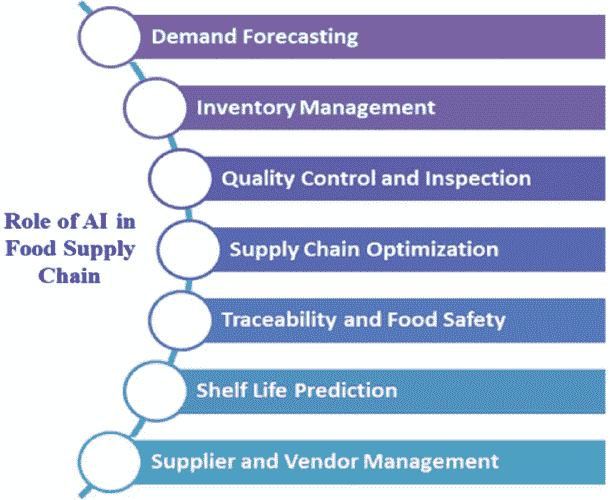 Role of AI in
Food Supply
Chain
Demand Forecasting
Inventory Management
Quality Control and Inspection
Supply Chain Optimization
Traceability and Food Safety
Shelf Life Prediction
Supplier and Vendor Management